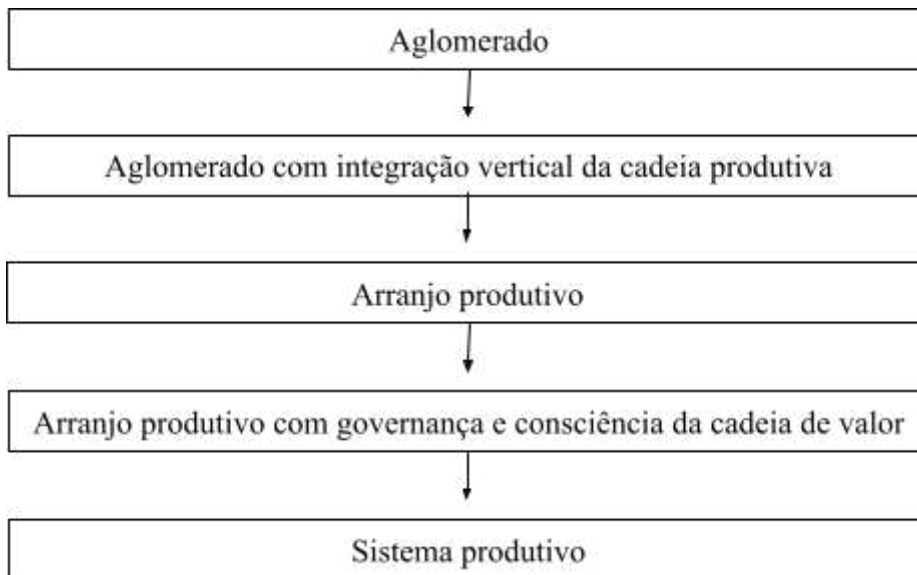 Aglomerado
Aglomerado com integração vertical da cadeia produtiva
Arranjo produtivo
Arranjo produtivo com governança e consciência da cadeia de valor
Sistema produtivo